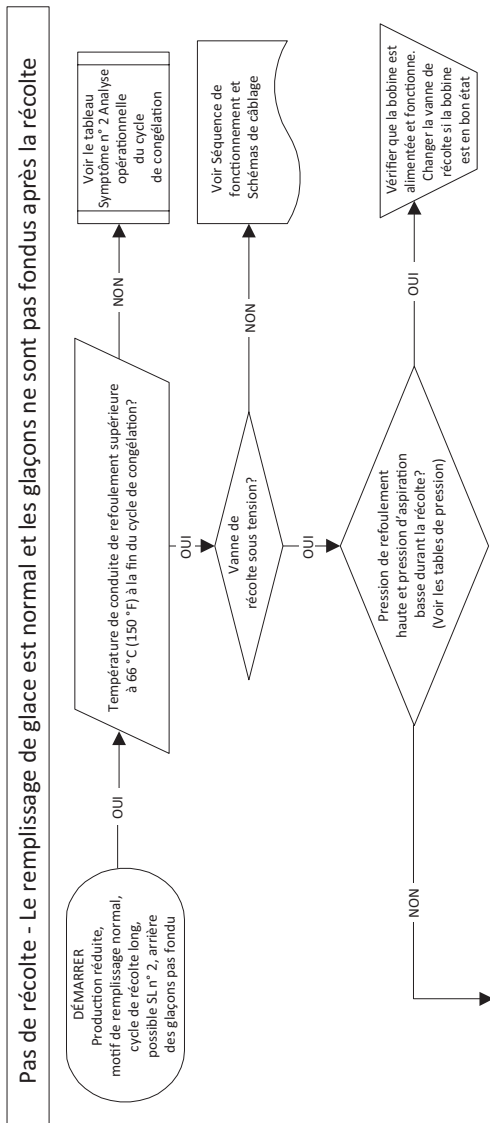 Pas de récolte - Le remplissage de glace est normal et les glaçons ne sont pas fondus après la récolte
DÉMARRER
Production réduite,
motif de remplissage normal,
cycle de récolte long,
possible SL n° 2, arrière
des glaçons pas fondu
OUI
Température de conduite de refoulement supérieure
à 66 °C (150 °F) à la fin du cycle de congélation?
NON
Voir le tableau
Symptôme n° 2 Analyse
opérationnelle
du cycle
de congélation
OUI
Vanne de
récolte sous tension?
NON
Voir Séquence de
fonctionnement et
Schémas de câblage
OUI
Pression de refoulement
haute et pression d'aspiration
basse durant la récolte?
(Voir les tables de pression)
OUI
Vérifier que la bobine est
alimentée et fonctionne.
Changer la vanne de
récolte si la bobine
est en bon état
NON